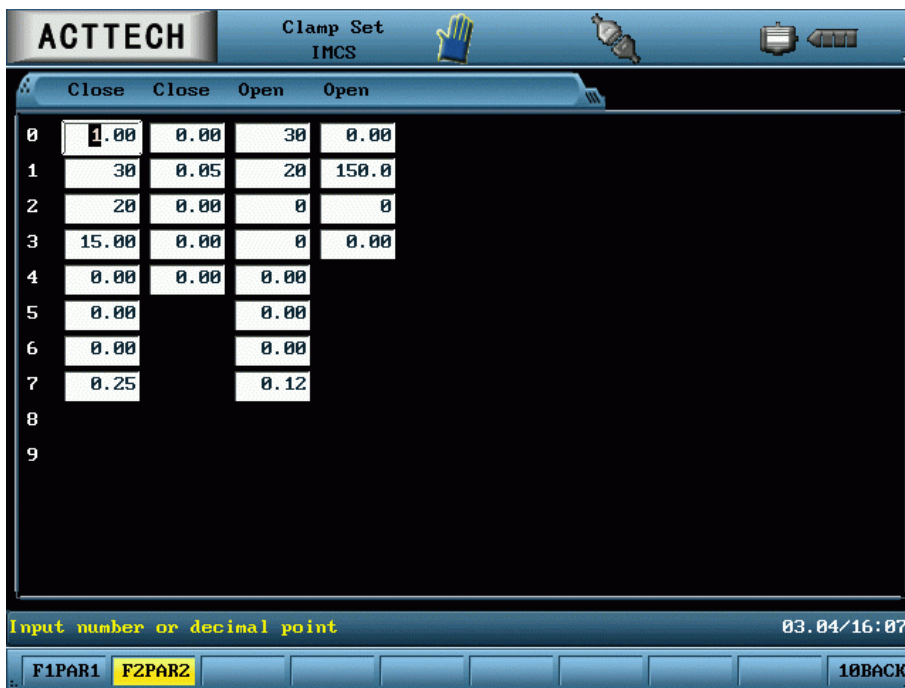 ACTTECH Clamp Set
IMCS
Close Close Open Open
0 1.00 0.00 30 0.00
1 30 0.05 20 150.0
2 20 0.00 0 0
3 15.00 0.00 0 0.00
4 0.00 0.00 0.00
5 0.00 0.00
6 0.00 0.00
7 0.25 0.12
8
9
Input number or decimal point 03.04/16:07
F1PAR1 F2PAR2 10BACK